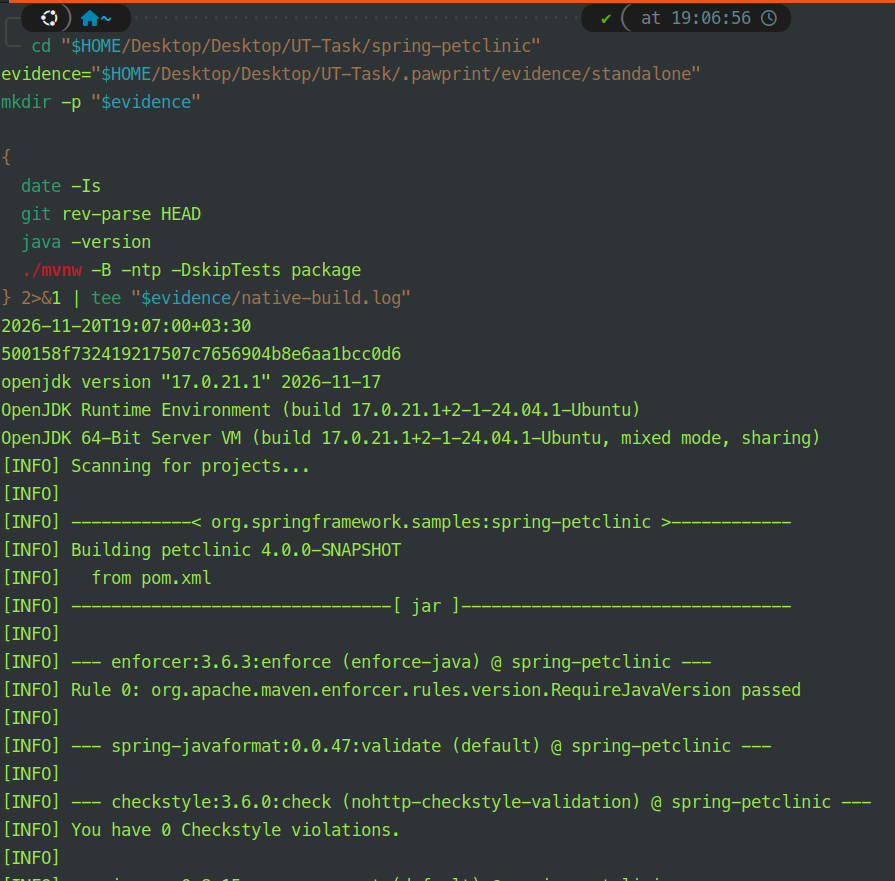 ~ ✔ at 19:06:56
cd "$HOME/Desktop/Desktop/UT-Task/spring-petclinic"
evidence="$HOME/Desktop/Desktop/UT-Task/.pawprint/evidence/standalone"
mkdir -p "$evidence"
{
date -Is
git rev-parse HEAD
java -version
./mvnw -B -ntp -DskipTests package
} 2>&1 | tee "$evidence/native-build.log"
2026-11-20T19:07:00+03:30
500158f732419217507c7656904b8e6aa1bcc0d6
openjdk version "17.0.21.1" 2026-11-17
OpenJDK Runtime Environment (build 17.0.21.1+2-1-24.04.1-Ubuntu)
OpenJDK 64-Bit Server VM (build 17.0.21.1+2-1-24.04.1-Ubuntu, mixed mode, sharing)
[INFO] Scanning for projects...
[INFO]
[INFO] ------------< org.springframework.samples:spring-petclinic >------------
[INFO] Building petclinic 4.0.0-SNAPSHOT
[INFO]   from pom.xml
[INFO] --------------------------------[ jar ]---------------------------------
[INFO]
[INFO] --- enforcer:3.6.3:enforce (enforce-java) @ spring-petclinic ---
[INFO] Rule 0: org.apache.maven.enforcer.rules.version.RequireJavaVersion passed
[INFO]
[INFO] --- spring-javaformat:0.0.47:validate (default) @ spring-petclinic ---
[INFO]
[INFO] --- checkstyle:3.6.0:check (nohttp-checkstyle-validation) @ spring-petclinic ---
[INFO] You have 0 Checkstyle violations.
[INFO]